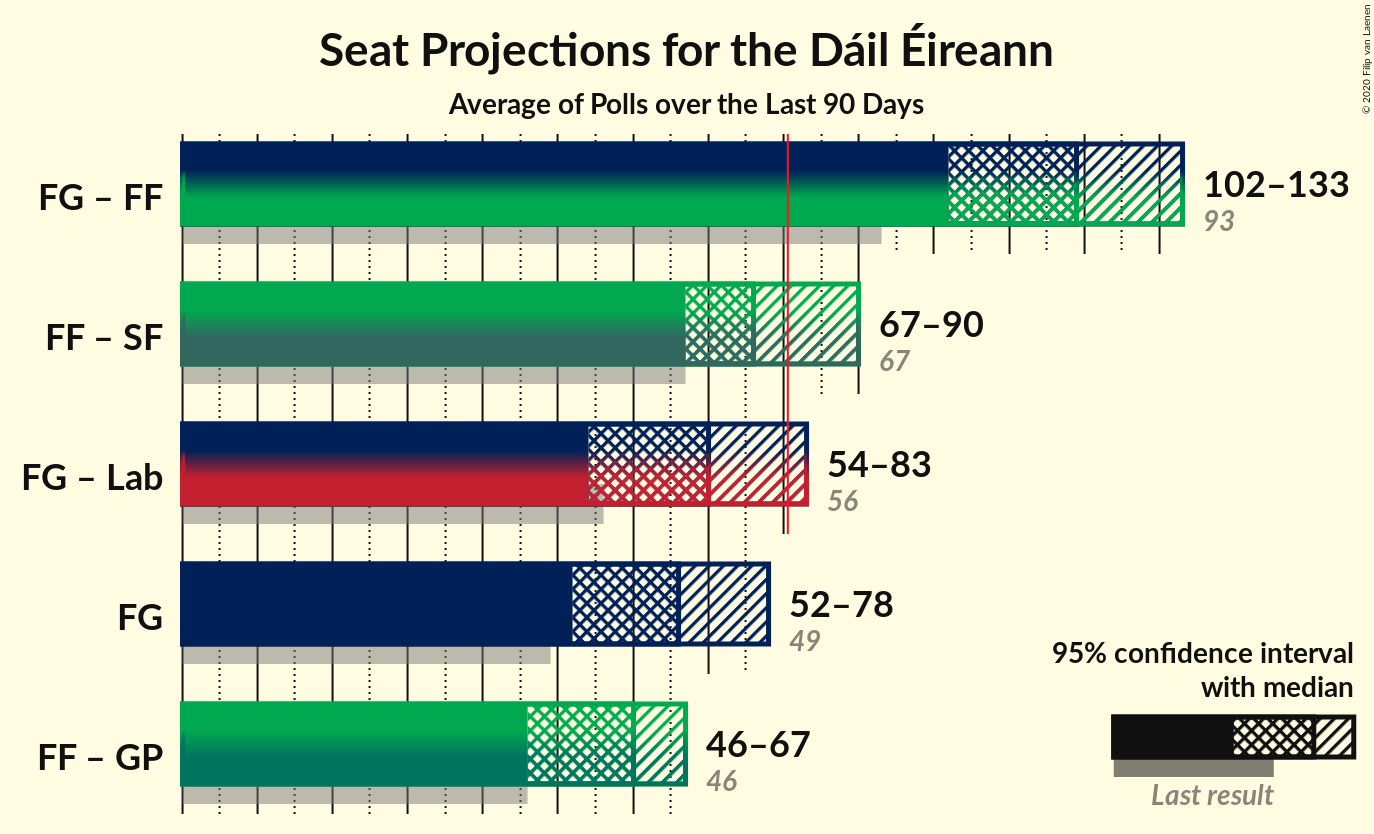 Seat Projections for the Dáil Éireann
Average of Polls over the Last 90 Days
© 2020 Filip van Laenen
FG – FF
102–133
93
FF – SF
67–90
67
FG – Lab
54–83
56
FG
52–78
49
FF – GP
46–67
46
95% confidence interval
with median
Last result